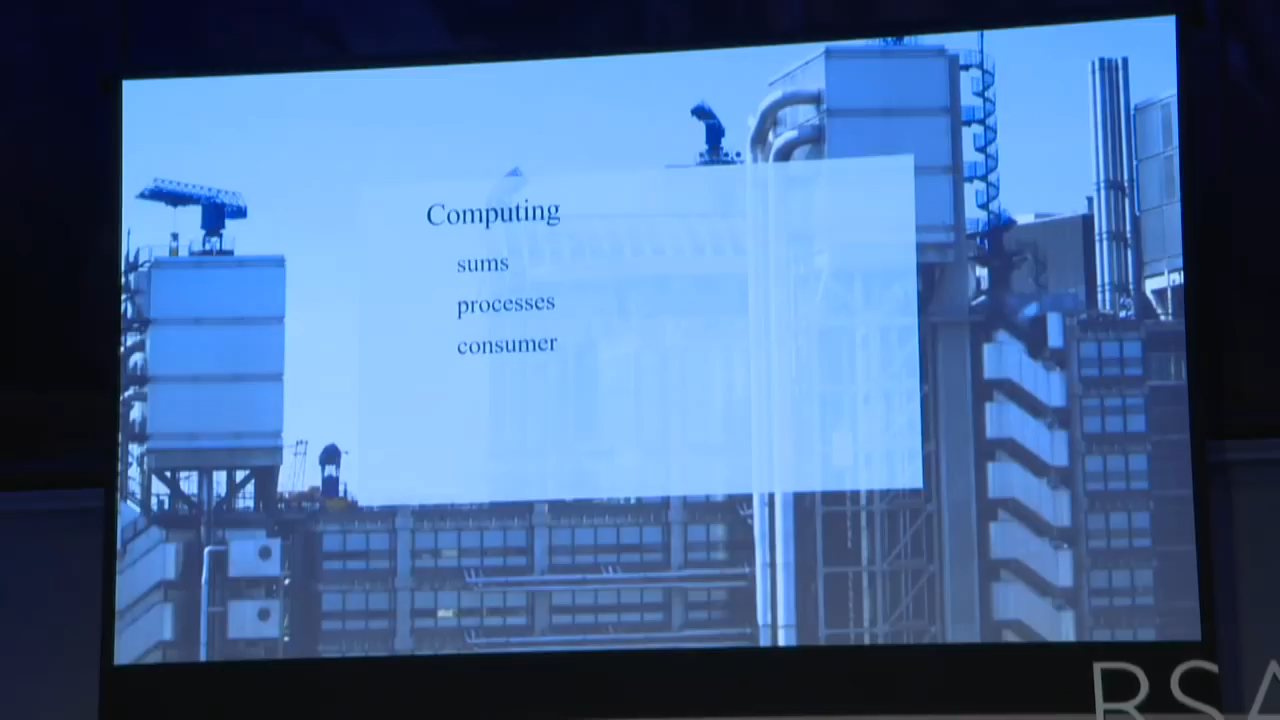 Computing
sums
processes
consumer
RSA